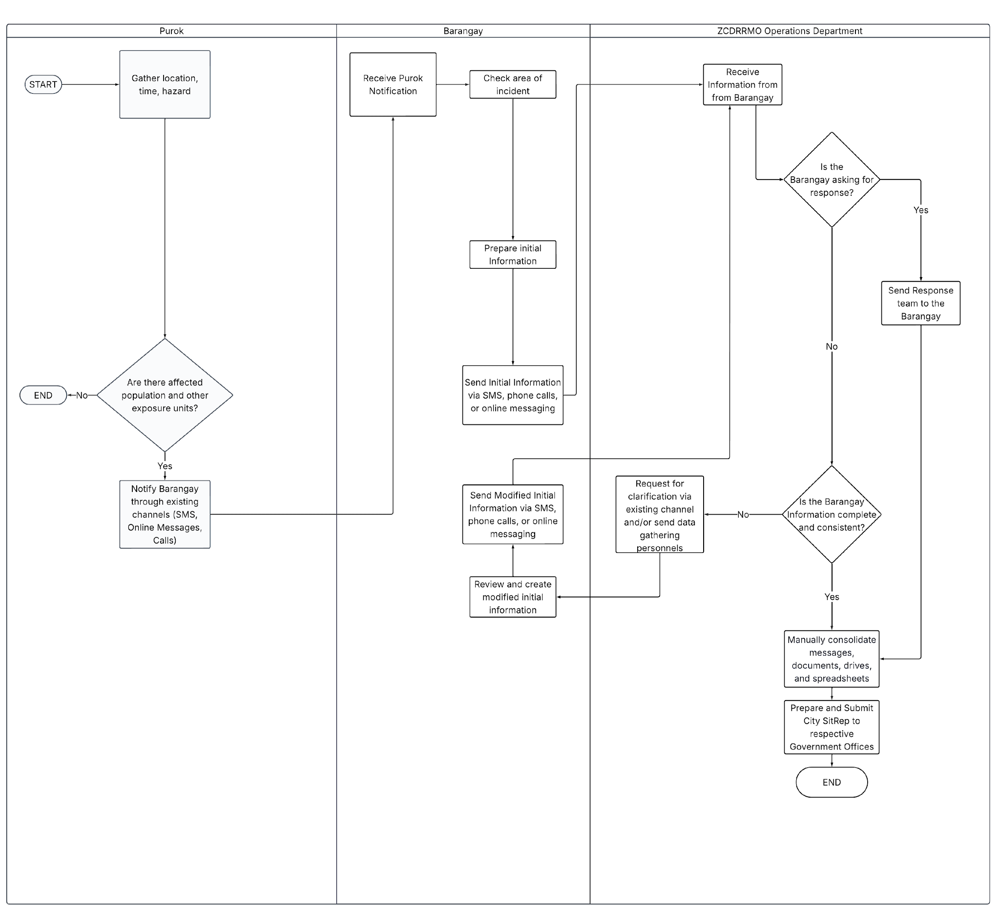 Purok
Barangay
ZCDRRMO Operations Department
START
Gather location,
time, hazard
Are there affected
population and other
exposure units?
No
END
Yes
Notify Barangay
through existing
channels (SMS,
Online Messages,
Calls)
Receive Purok
Notification
Check area of
incident
Prepare initial
Information
Send Initial Information
via SMS, phone calls,
or online messaging
Send Modified Initial
Information via SMS,
phone calls, or online
messaging
Review and create
modified initial
information
Receive
Information from
from Barangay
Is the
Barangay asking for
response?
Yes
No
Send Response
team to the
Barangay
Request for
clarification via
existing channel
and/or send data
gathering
personnels
No
Is the Barangay
Information complete
and consistent?
Yes
Manually consolidate
messages,
documents, drives,
and spreadsheets
Prepare and Submit
City SitRep to
respective
Government Offices
END